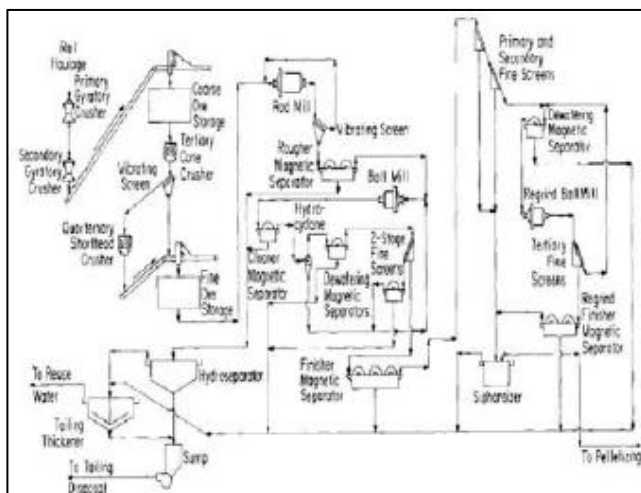 Rail
Haulage
Primary
Gyratory
Crusher
Secondary
Gyratory
Crusher
Coarse
Ore
Storage
Tertiary
Cone
Crusher
Vibrating
Screen
Quarternary
Shorthead
Crusher
Fine
Ore
Storage
Rod Mill
Vibrating Screen
Rougher
Magnetic
Separator
Ball Mill
Hydro-
cyclone
Cleaner
Magnetic
Separator
Dewatering
Magnetic
Separators
2-Stage
Fine
Screens
Finisher
Magnetic
Separator
Primary and
Secondary
Fine Screens
Dewatering
Magnetic
Separator
Regrind Ball Mill
Tertiary
Fine
Screens
Regrind
Finisher
Magnetic
Separator
Siphonsizer
To Pelletizing
Hydroseparator
To Reuse
Water
Tailing
Thickener
Sump
To Tailing
Disposal